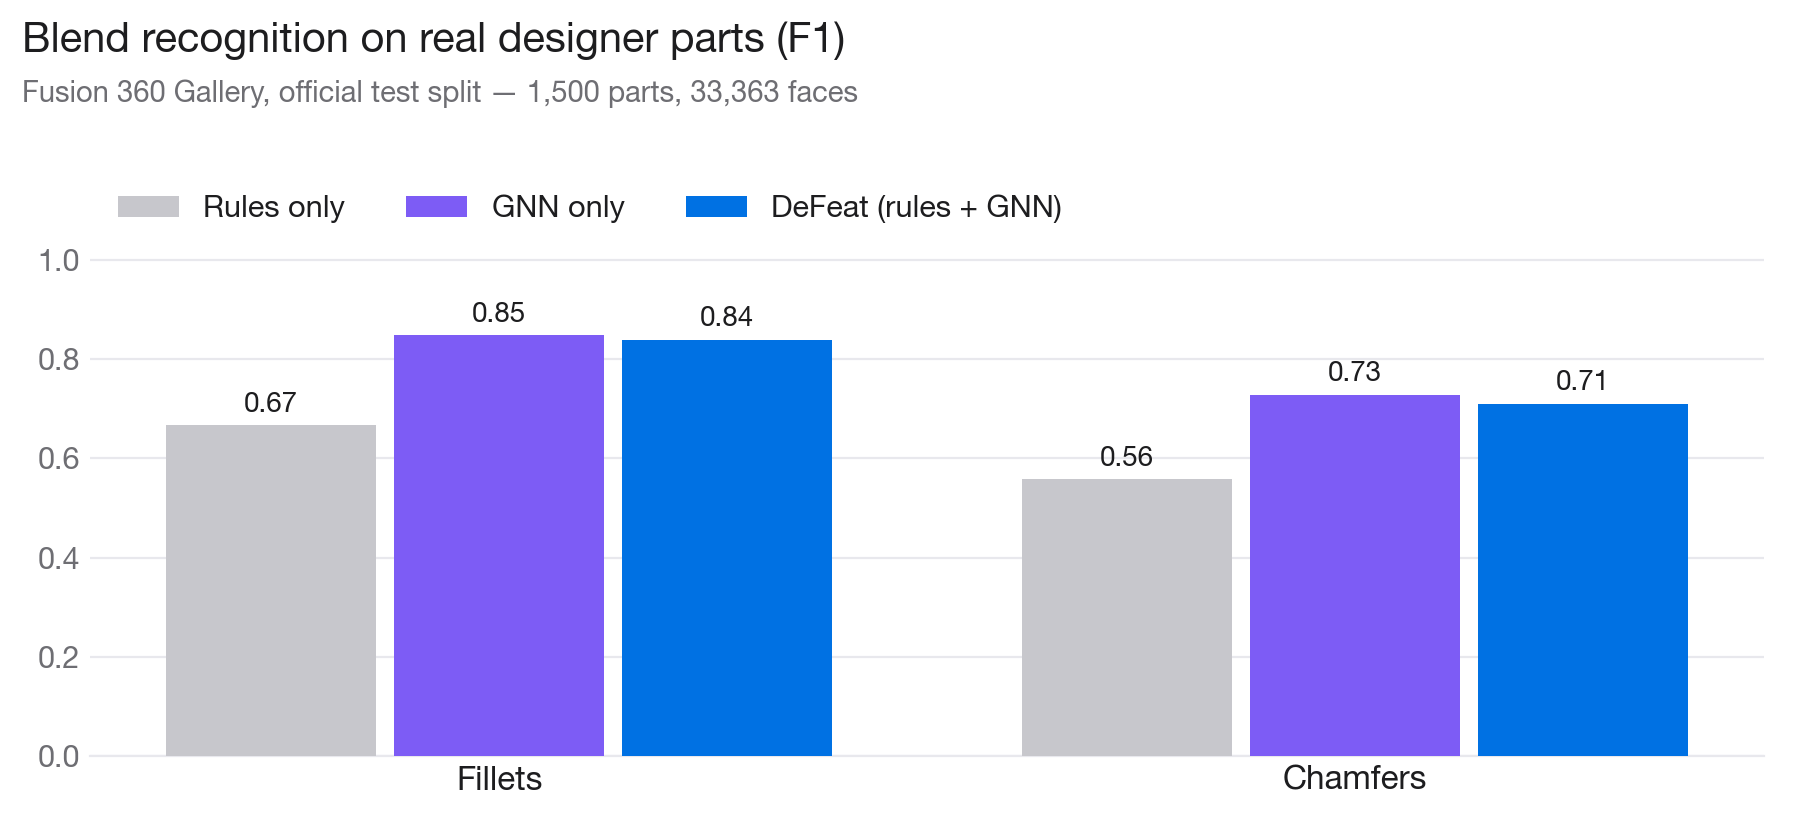 Blend recognition on real designer parts (F1)
Fusion 360 Gallery, official test split — 1,500 parts, 33,363 faces
Rules only GNN only DeFeat (rules + GNN)
1.0
0.8
0.6
0.4
0.2
0.0
0.67 0.85 0.84 0.56 0.73 0.71
Fillets Chamfers